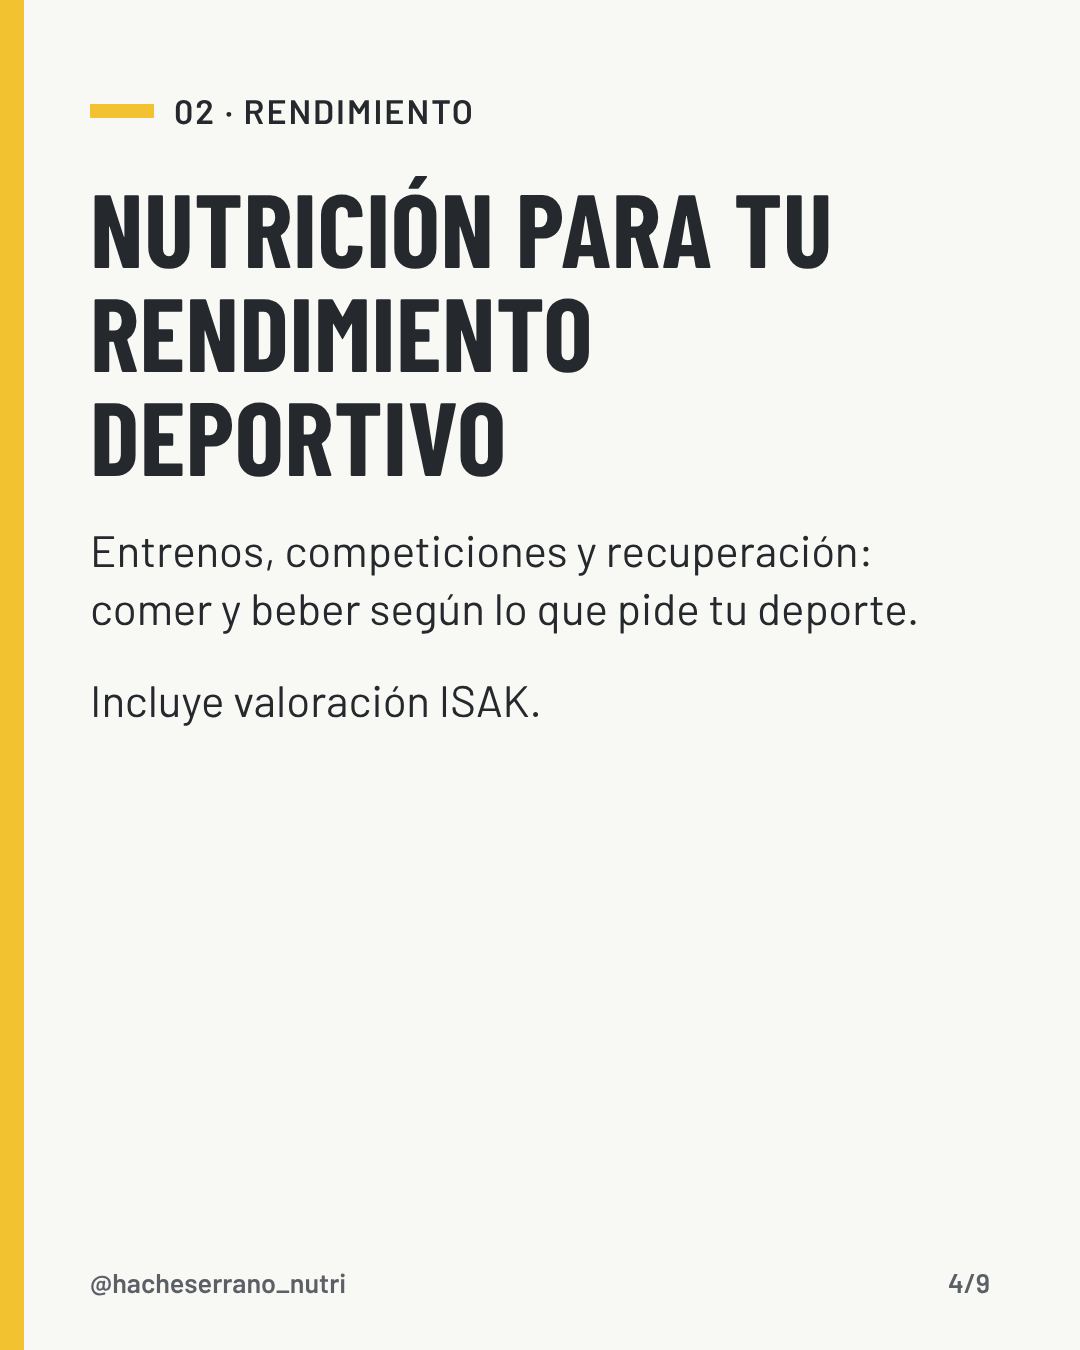 02 · RENDIMIENTO
NUTRICIÓN PARA TU
RENDIMIENTO
DEPORTIVO
Entrenos, competiciones y recuperación:
comer y beber según lo que pide tu deporte.
Incluye valoración ISAK.
@hacheserrano_nutri
4/9